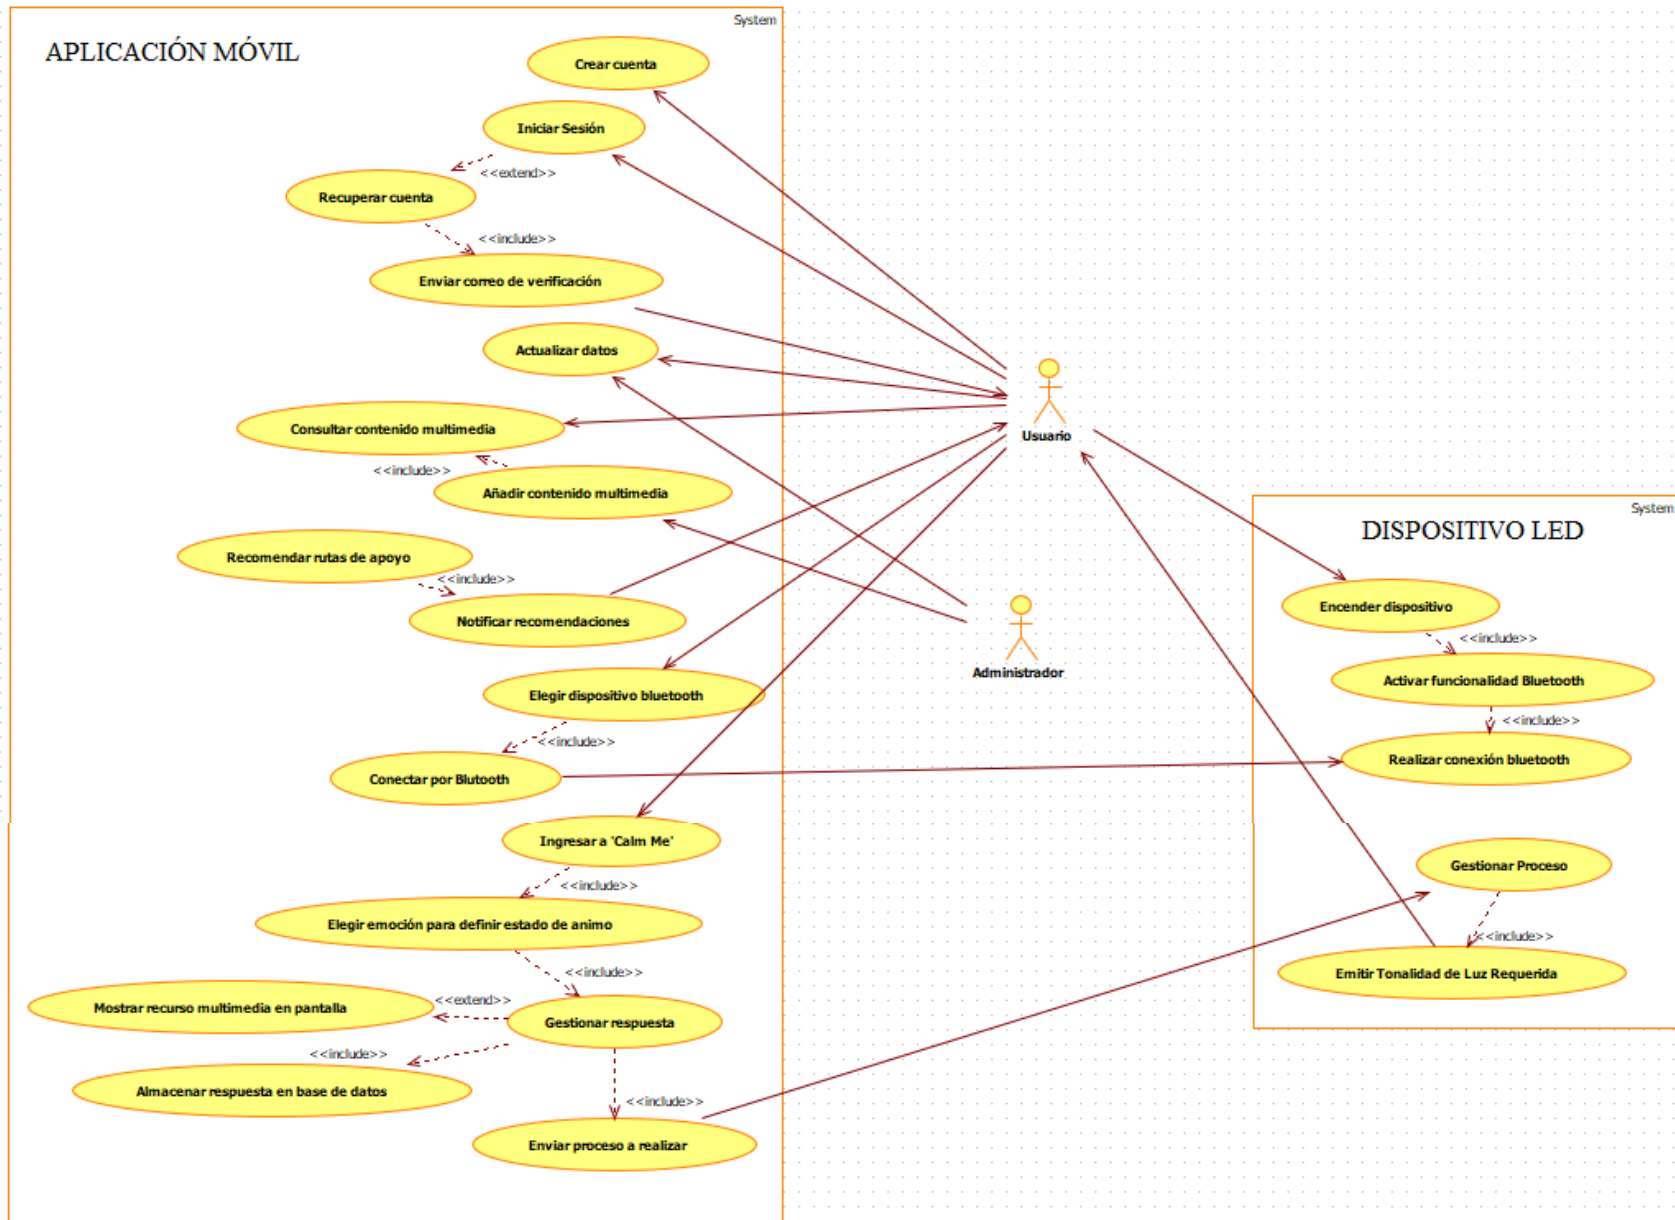 System
APLICACIÓN MÓVIL
Crear cuenta
Iniciar Sesión
<<extend>>
Recuperar cuenta
<<include>>
Enviar correo de verificación
Actualizar datos
Consultar contenido multimedia
<<include>>
Añadir contenido multimedia
Recomendar rutas de apoyo
<<include>>
Notificar recomendaciones
Elegir dispositivo bluetooth
<<include>>
Conectar por Blutooth
Ingresar a 'Calm Me'
<<include>>
Elegir emoción para definir estado de animo
<<include>>
Mostrar recurso multimedia en pantalla
<<extend>>
Gestionar respuesta
<<include>>
Almacenar respuesta en base de datos
<<include>>
Enviar proceso a realizar
Usuario
Administrador
System
DISPOSITIVO LED
Encender dispositivo
<<include>>
Activar funcionalidad Bluetooth
<<include>>
Realizar conexión bluetooth
Gestionar Proceso
<<include>>
Emitir Tonalidad de Luz Requerida